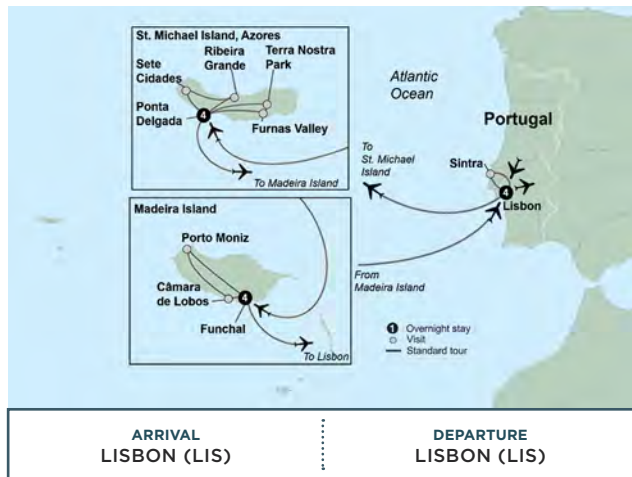 St. Michael Island, Azores
Ribeira
Grande
Terra Nostra
Park
Sete
Cidades
Ponta
Delgada
4
Furnas Valley
To Madeira Island
Atlantic
Ocean
Portugal
To
St. Michael
Island
Sintra
4
Lisbon
Madeira Island
Porto Moniz
Câmara
de Lobos
4
Funchal
To Lisbon
From
Madeira Island
1 Overnight stay
Visit
Standard tour
ARRIVAL
LISBON (LIS)
DEPARTURE
LISBON (LIS)